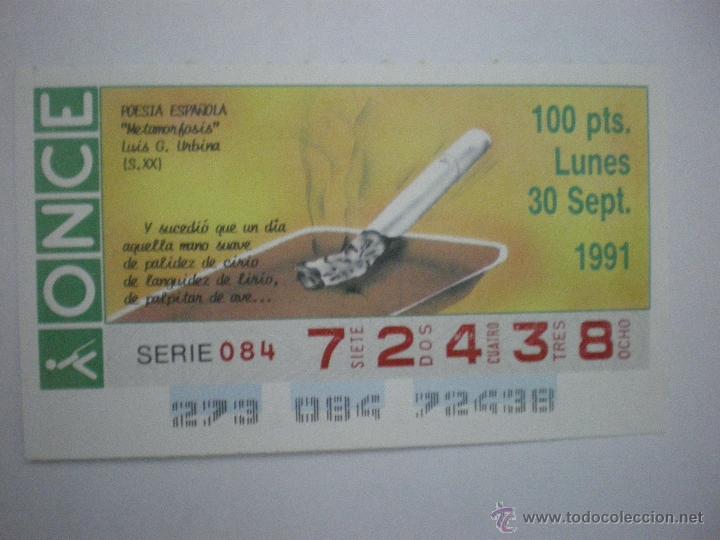 ONCE
POESIA ESPAÑOLA
"Metamorfosis"
Luis G. Urbina
(S.XX)
Y sucedió que un día
aquella mano suave
de palidez de cirio
de languidez de lirio,
de palpitar de ave...
100 pts.
Lunes
30 Sept.
1991
SERIE 084 7 SIETE 2 DOS 4 CUATRO 3 TRES 8 OCHO
273 084 72438
© todocoleccion
www.todocoleccion.net